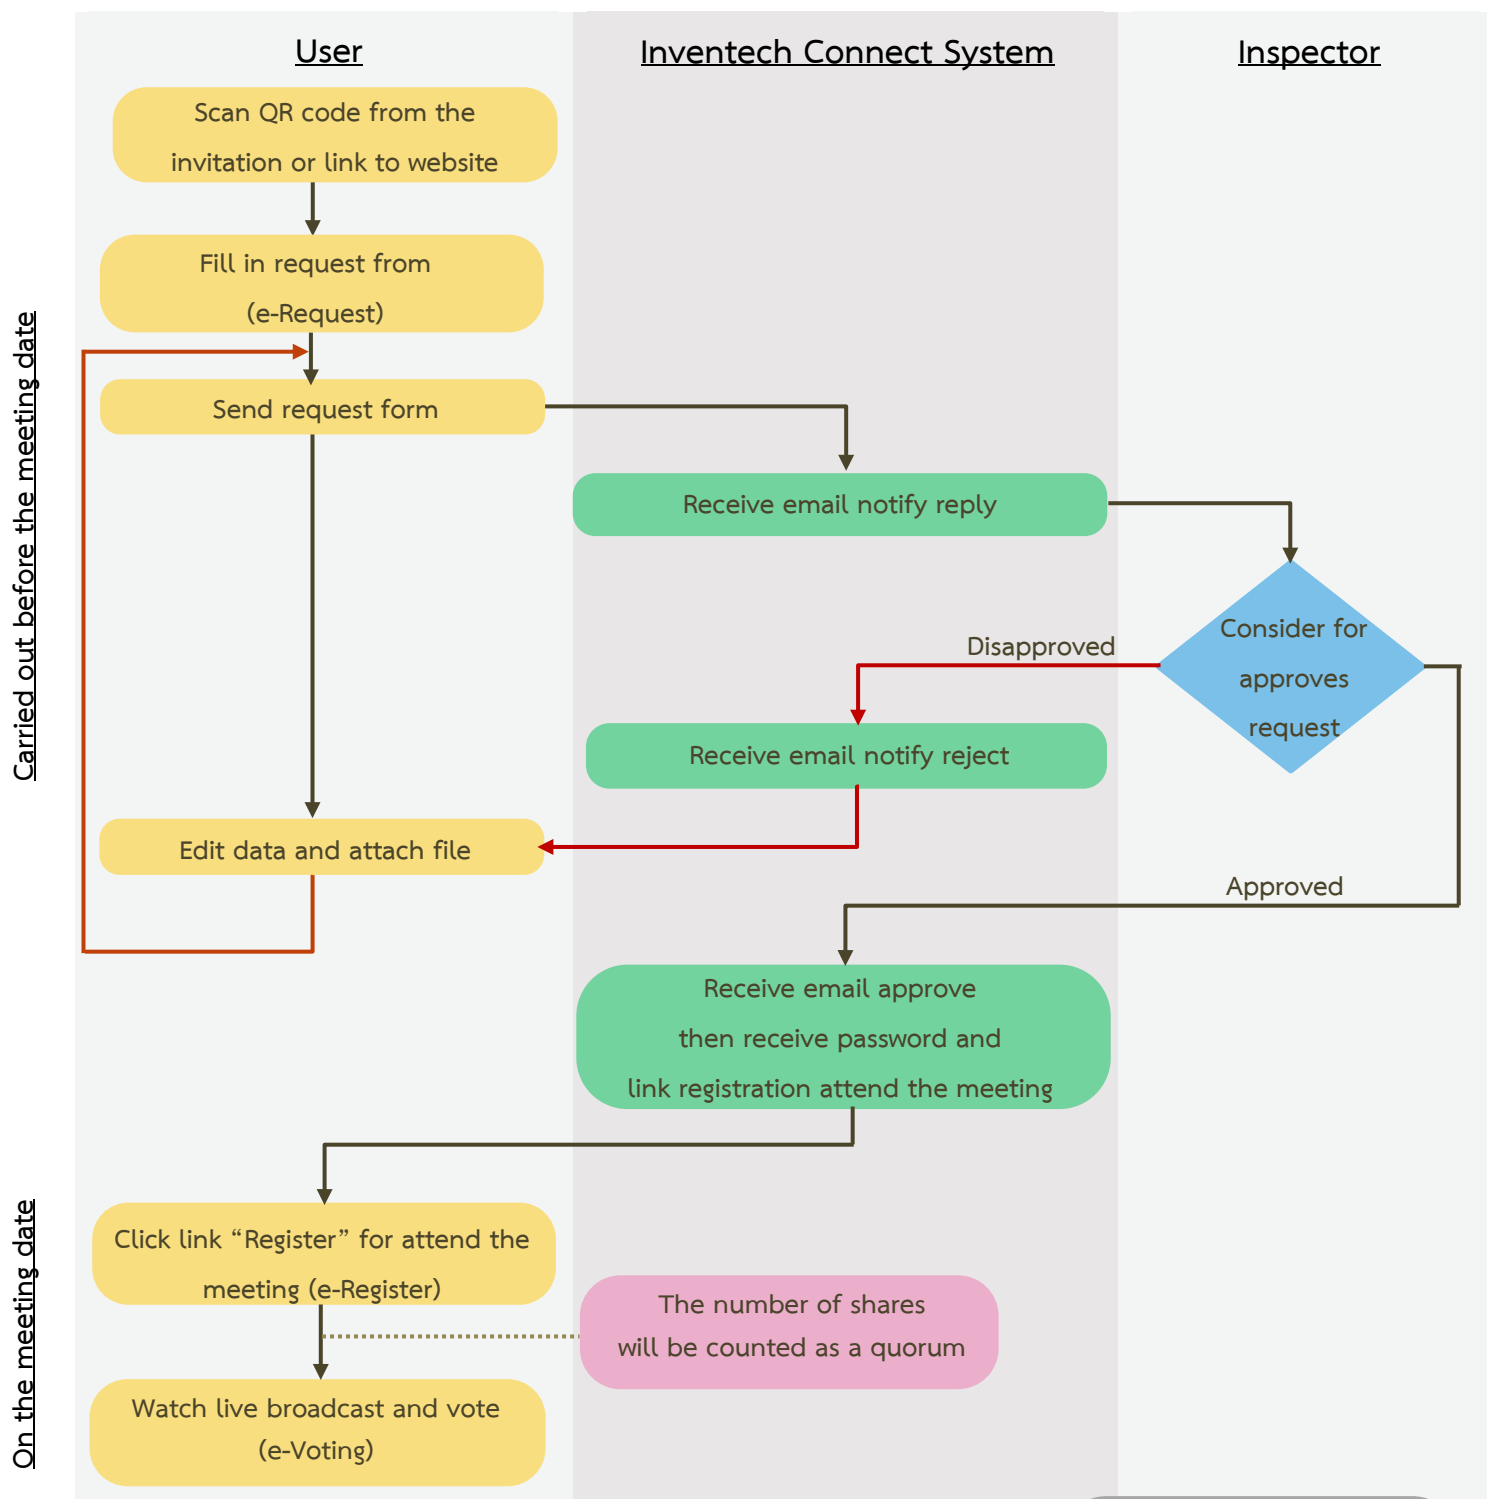 User
Inventech Connect System
Inspector
Scan QR code from the
invitation or link to website
Fill in request from
(e-Request)
Send request form
Receive email notify reply
Consider for
approves
request
Disapproved
Receive email notify reject
Edit data and attach file
Approved
Receive email approve
then receive password and
link registration attend the meeting
Click link “Register” for attend the
meeting (e-Register)
The number of shares
will be counted as a quorum
Watch live broadcast and vote
(e-Voting)
Carried out before the meeting date
On the meeting date